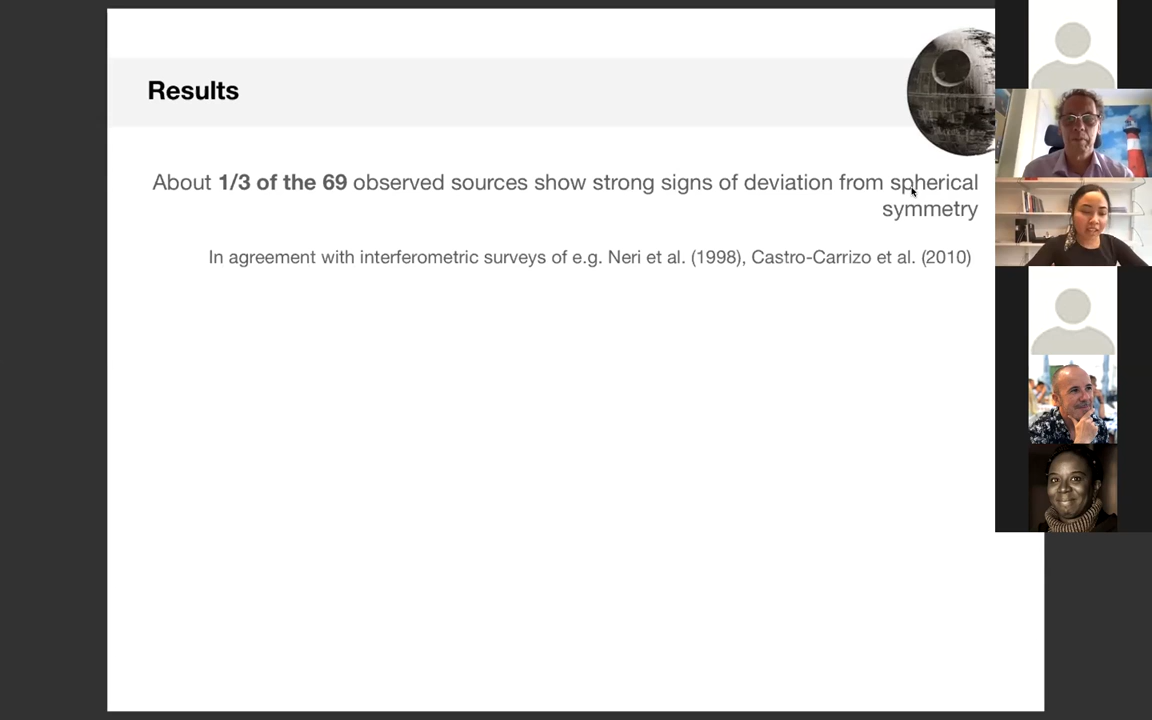 Results
About 1/3 of the 69 observed sources show strong signs of deviation from spherical
symmetry
In agreement with interferometric surveys of e.g. Neri et al. (1998), Castro-Carrizo et al. (2010)